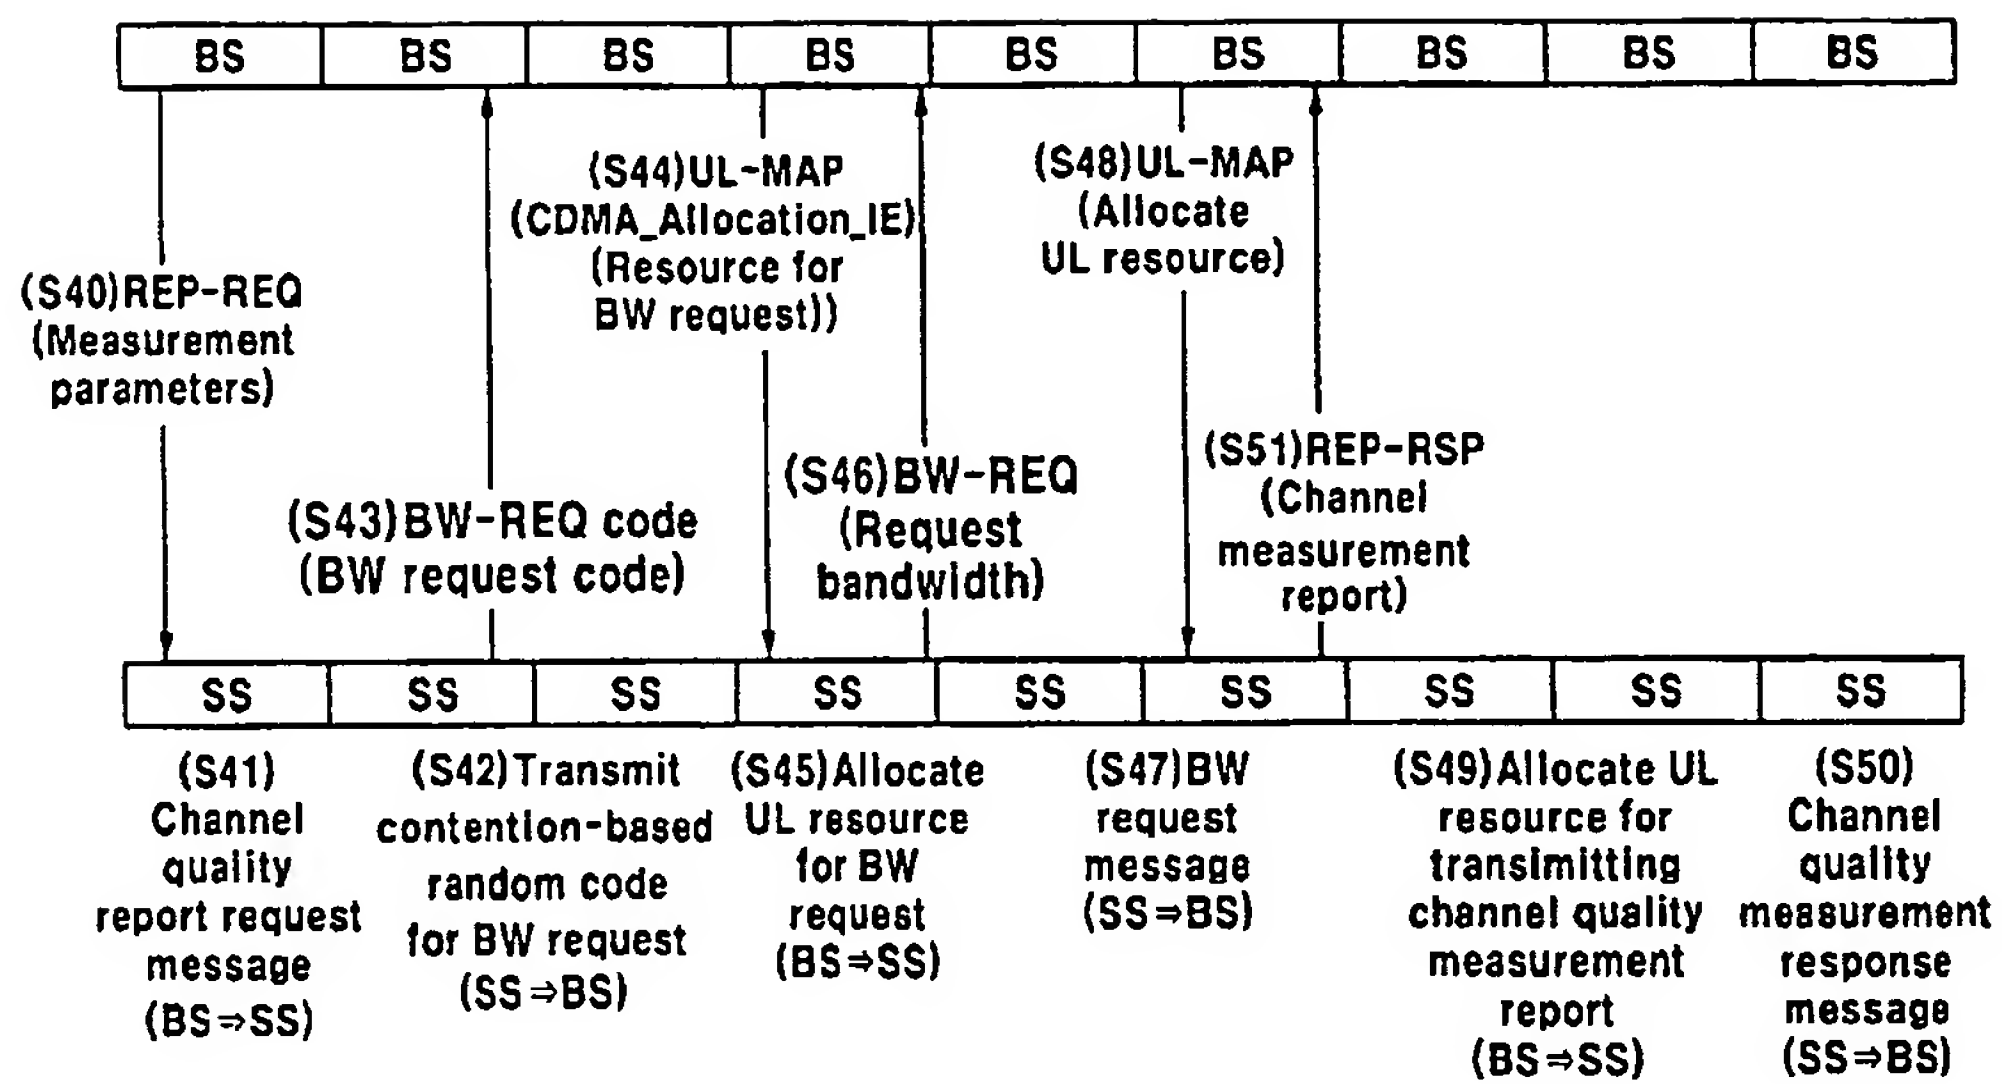 BS BS BS BS BS BS BS BS BS
(S40)REP-REQ
(Measurement
parameters)
(S43)BW-REQ code
(BW request code)
(S44)UL-MAP
(CDMA_Allocation_IE)
(Resource for
BW request))
(S46)BW-REQ
(Request
bandwidth)
(S48)UL-MAP
(Allocate
UL resource)
(S51)REP-RSP
(Channel
measurement
report)
SS SS SS SS SS SS SS SS SS
(S41)
Channel
quality
report request
message
(BS⇒SS)
(S42)Transmit
contention-based
random code
for BW request
(SS⇒BS)
(S45)Allocate
UL resource
for BW
request
(BS⇒SS)
(S47)BW
request
message
(SS⇒BS)
(S49)Allocate UL
resource for
transimitting
channel quality
measurement
report
(BS⇒SS)
(S50)
Channel
quality
measurement
response
message
(SS⇒BS)